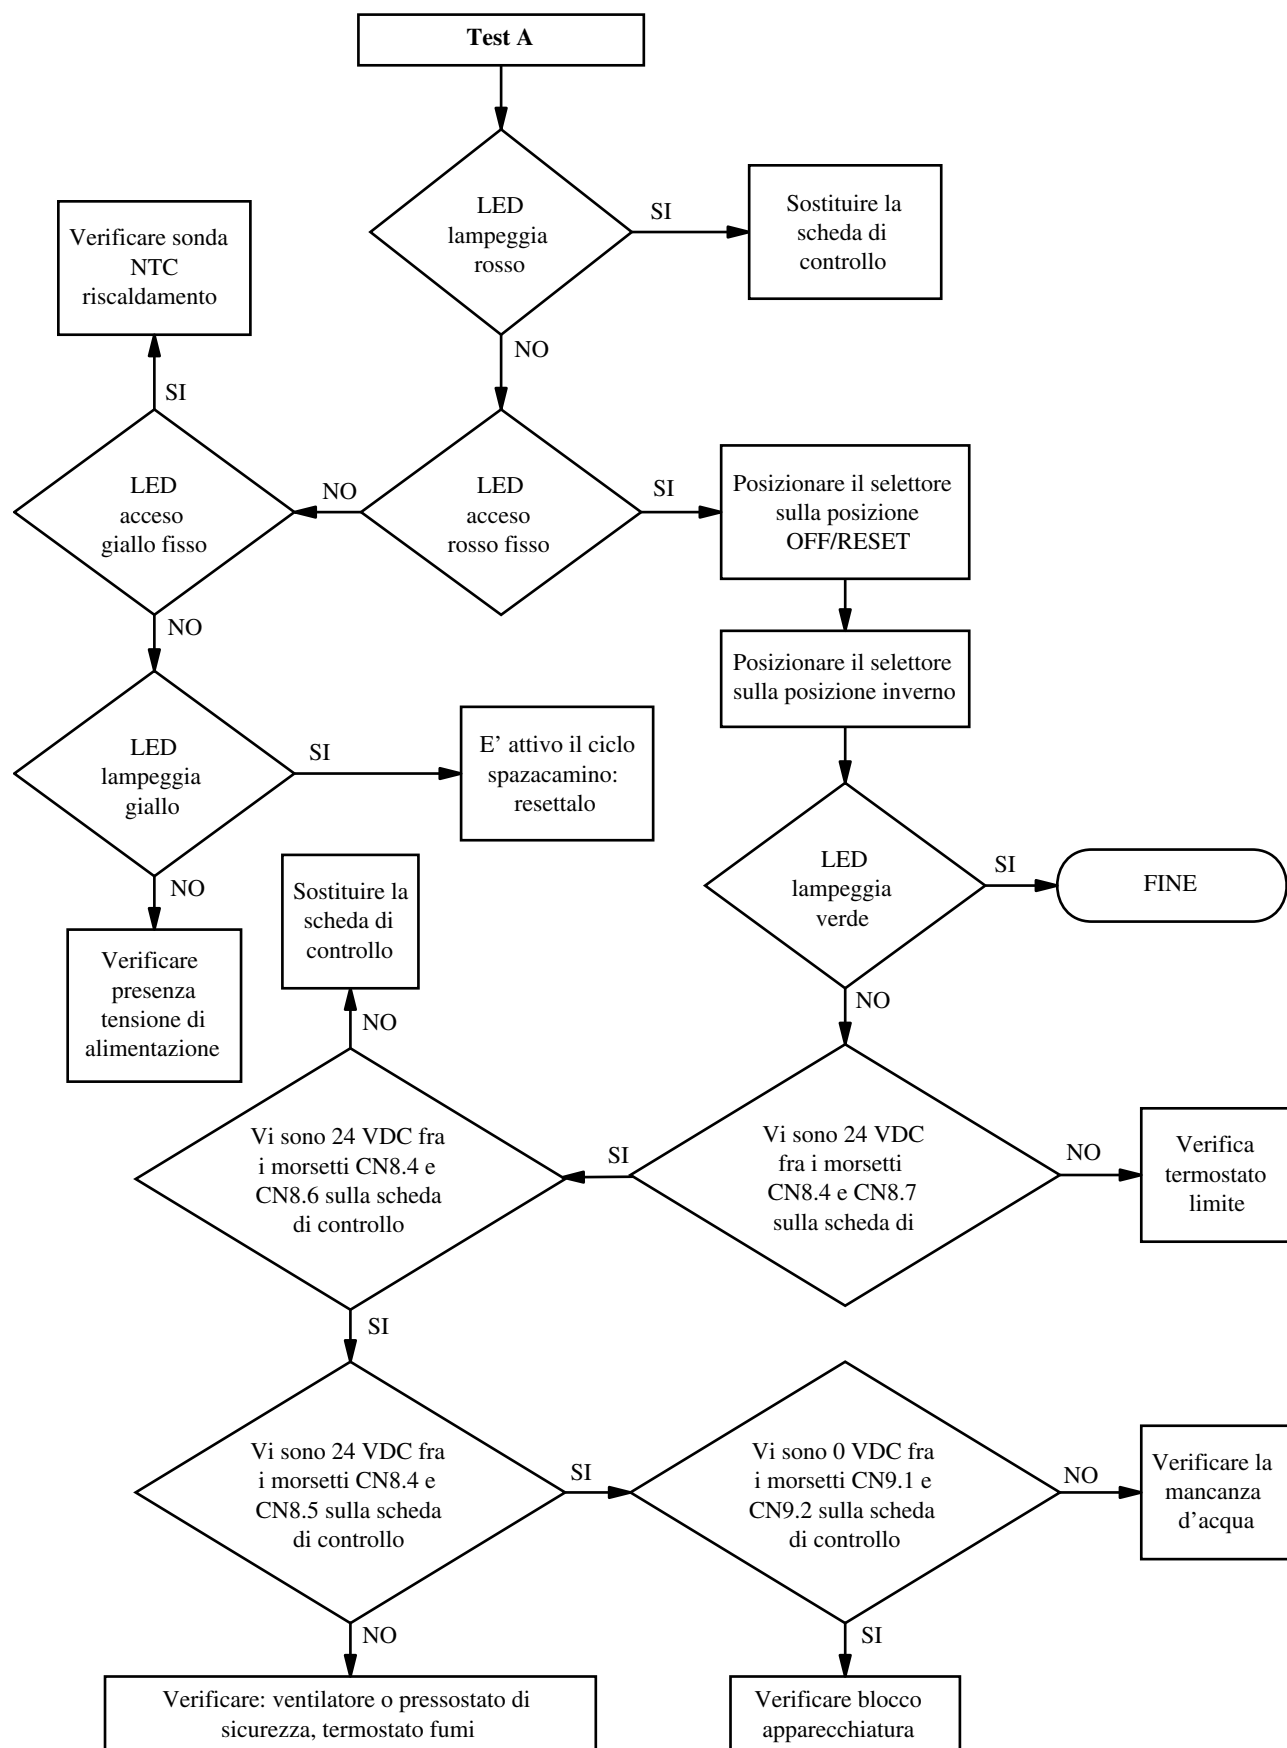 Test A
LED
lampeggia
rosso
SI
Sostituire la
scheda di
controllo
Verificare sonda
NTC
riscaldamento
NO
SI
LED
acceso
giallo fisso
NO
LED
acceso
rosso fisso
SI
Posizionare il selettore
sulla posizione
OFF/RESET
NO
Posizionare il selettore
sulla posizione inverno
LED
lampeggia
giallo
SI
E’ attivo il ciclo
spazacamino:
resettalo
LED
lampeggia
verde
SI
FINE
NO
Sostituire la
scheda di
controllo
Verificare
presenza
tensione di
alimentazione
NO
NO
Vi sono 24 VDC fra
i morsetti CN8.4 e
CN8.6 sulla scheda
di controllo
SI
Vi sono 24 VDC
fra i morsetti
CN8.4 e CN8.7
sulla scheda di
NO
Verifica
termostato
limite
SI
Vi sono 24 VDC fra
i morsetti CN8.4 e
CN8.5 sulla scheda
di controllo
SI
Vi sono 0 VDC fra
i morsetti CN9.1 e
CN9.2 sulla scheda
di controllo
NO
Verificare la
mancanza
d’acqua
NO
SI
Verificare: ventilatore o pressostato di
sicurezza, termostato fumi
Verificare blocco
apparecchiatura